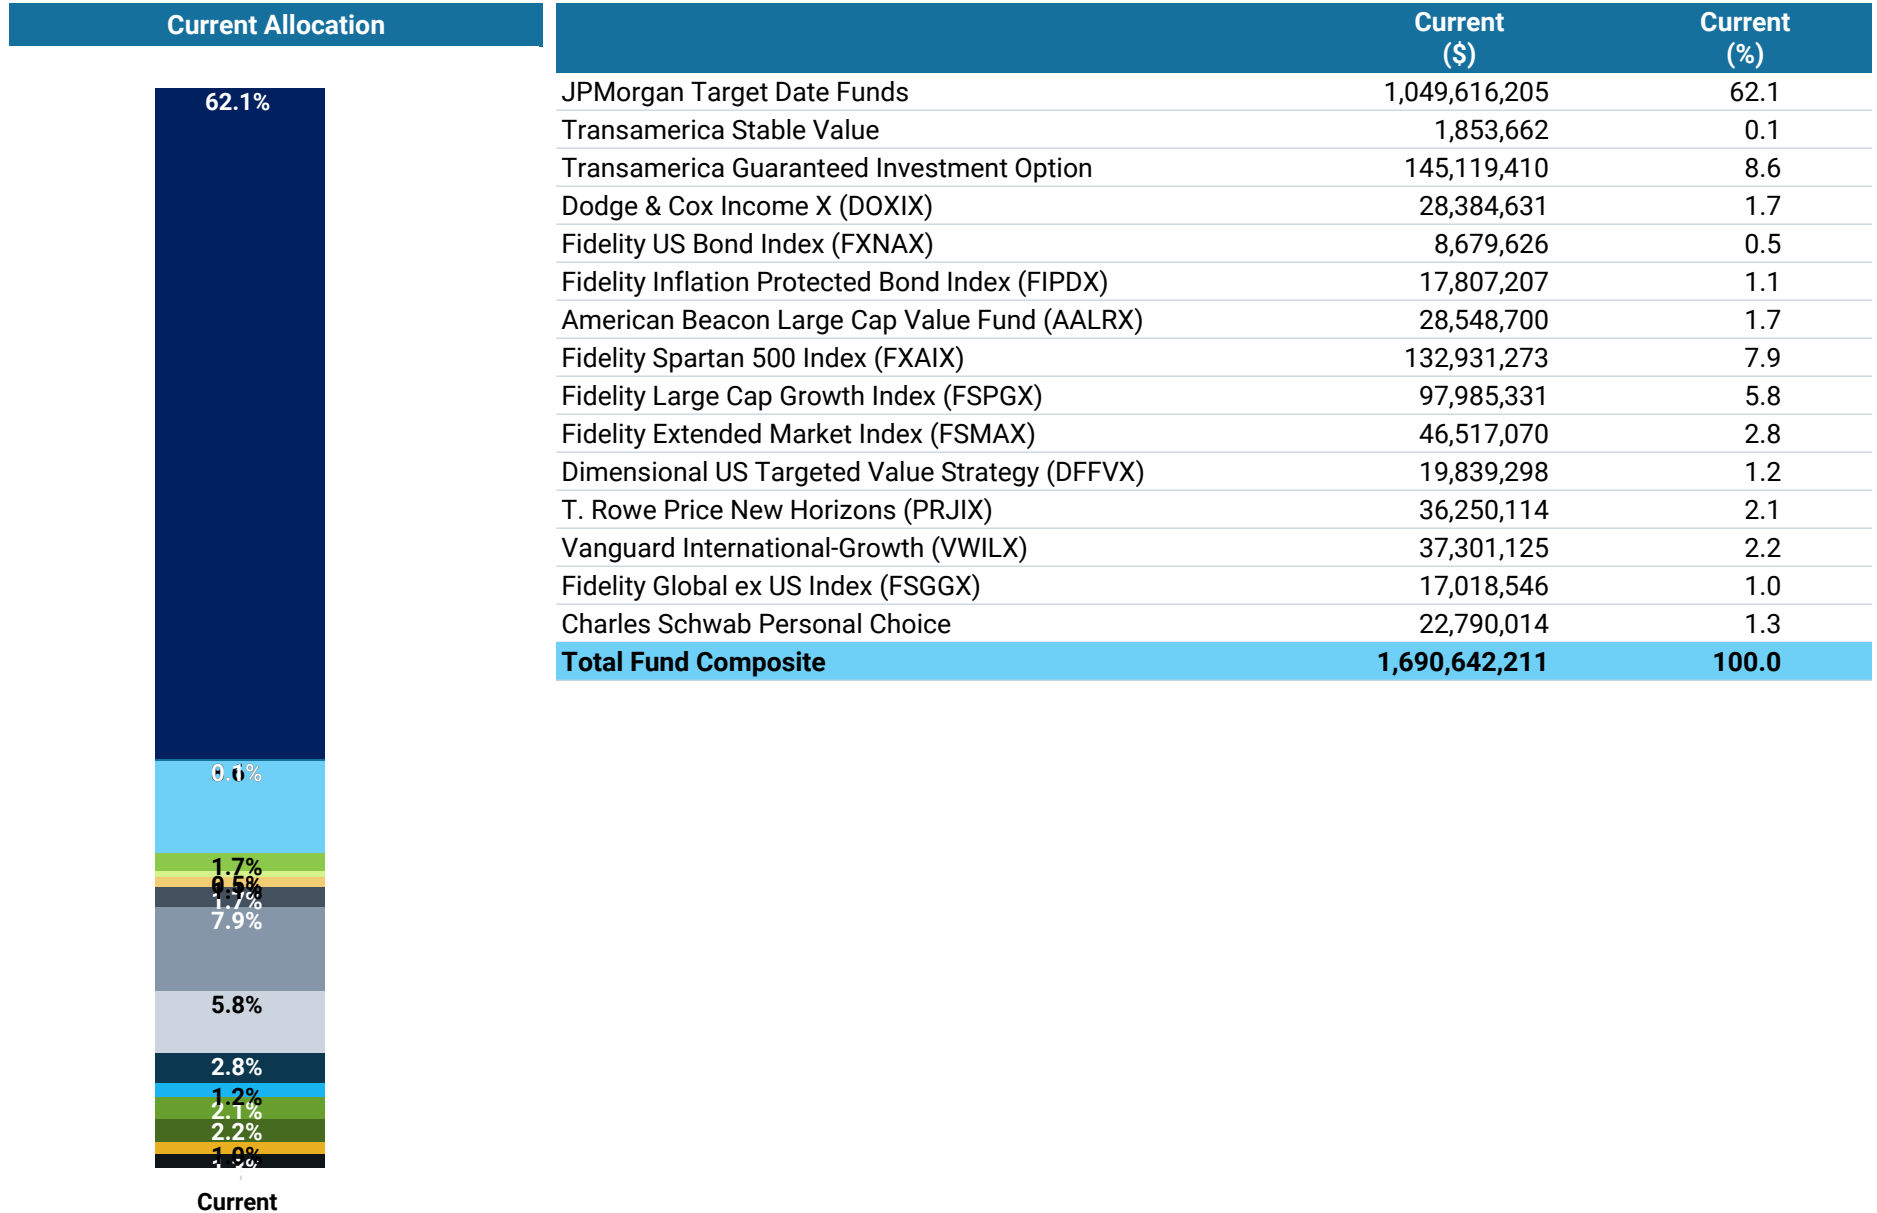 Current Allocation
62.1%
1.7%
0.5%
1.7%
7.9%
5.8%
2.8%
1.2%
2.1%
2.2%
1.0%
Current
Current Current
($) (%)
JPMorgan Target Date Funds 1,049,616,205 62.1
Transamerica Stable Value 1,853,662 0.1
Transamerica Guaranteed Investment Option 145,119,410 8.6
Dodge & Cox Income X (DOXIX) 28,384,631 1.7
Fidelity US Bond Index (FXNAX) 8,679,626 0.5
Fidelity Inflation Protected Bond Index (FIPDX) 17,807,207 1.1
American Beacon Large Cap Value Fund (AALRX) 28,548,700 1.7
Fidelity Spartan 500 Index (FXAIX) 132,931,273 7.9
Fidelity Large Cap Growth Index (FSPGX) 97,985,331 5.8
Fidelity Extended Market Index (FSMAX) 46,517,070 2.8
Dimensional US Targeted Value Strategy (DFFVX) 19,839,298 1.2
T. Rowe Price New Horizons (PRJIX) 36,250,114 2.1
Vanguard International-Growth (VWILX) 37,301,125 2.2
Fidelity Global ex US Index (FSGGX) 17,018,546 1.0
Charles Schwab Personal Choice 22,790,014 1.3
Total Fund Composite 1,690,642,211 100.0